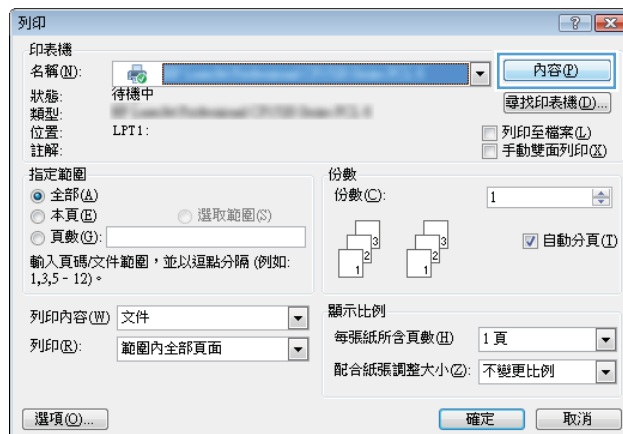 列印
印表機
名稱(N):
內容(P)
狀態: 待機中
尋找印表機(D)...
類型:
位置: LPT1:
列印至檔案(L)
註解:
手動雙面列印(X)
指定範圍
全部(A)
本頁(E) 選取範圍(S)
頁數(G):
輸入頁碼/文件範圍，並以逗點分隔 (例如:
1,3,5 - 12)。
份數
份數(C): 1
3
2
1
3
2
1
自動分頁(T)
列印內容(W) 文件
列印(R): 範圍內全部頁面
顯示比例
每張紙所含頁數(H) 1 頁
配合紙張調整大小(Z): 不變更比例
選項(O)...
確定
取消